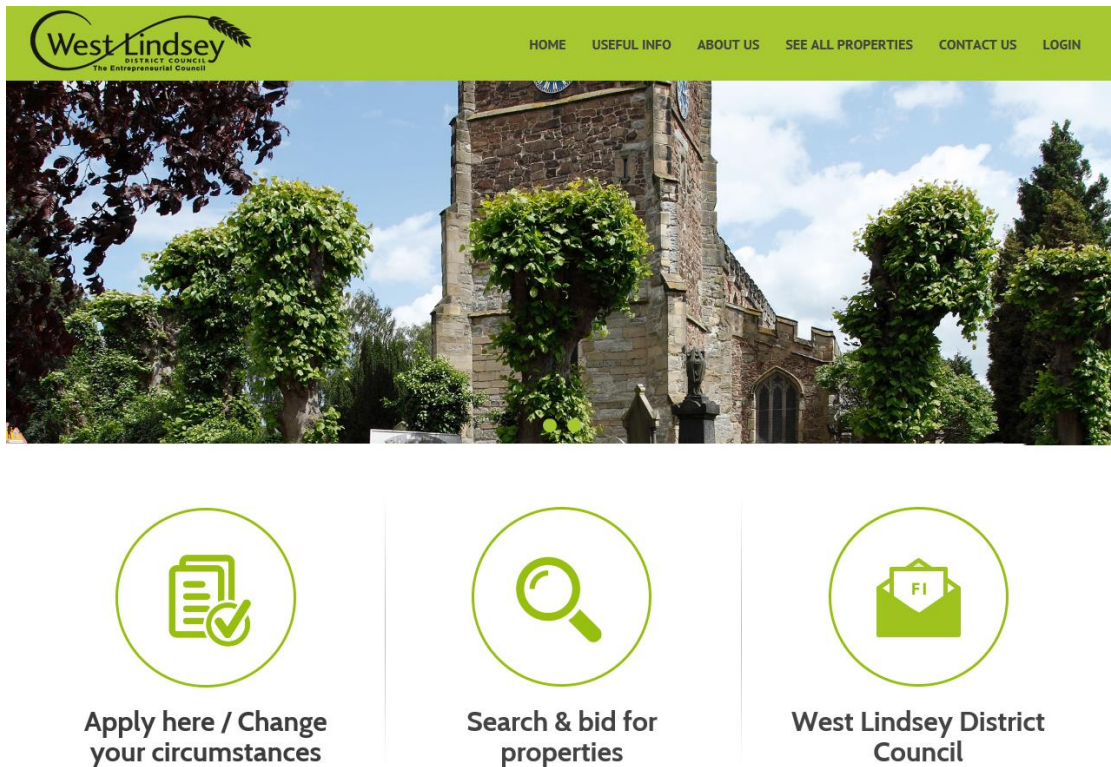 West Lindsey
DISTRICT COUNCIL
The Entrepreneurial Council
HOME USEFUL INFO ABOUT US SEE ALL PROPERTIES CONTACT US LOGIN
FI
Apply here / Change
your circumstances
Search & bid for
properties
West Lindsey District
Council